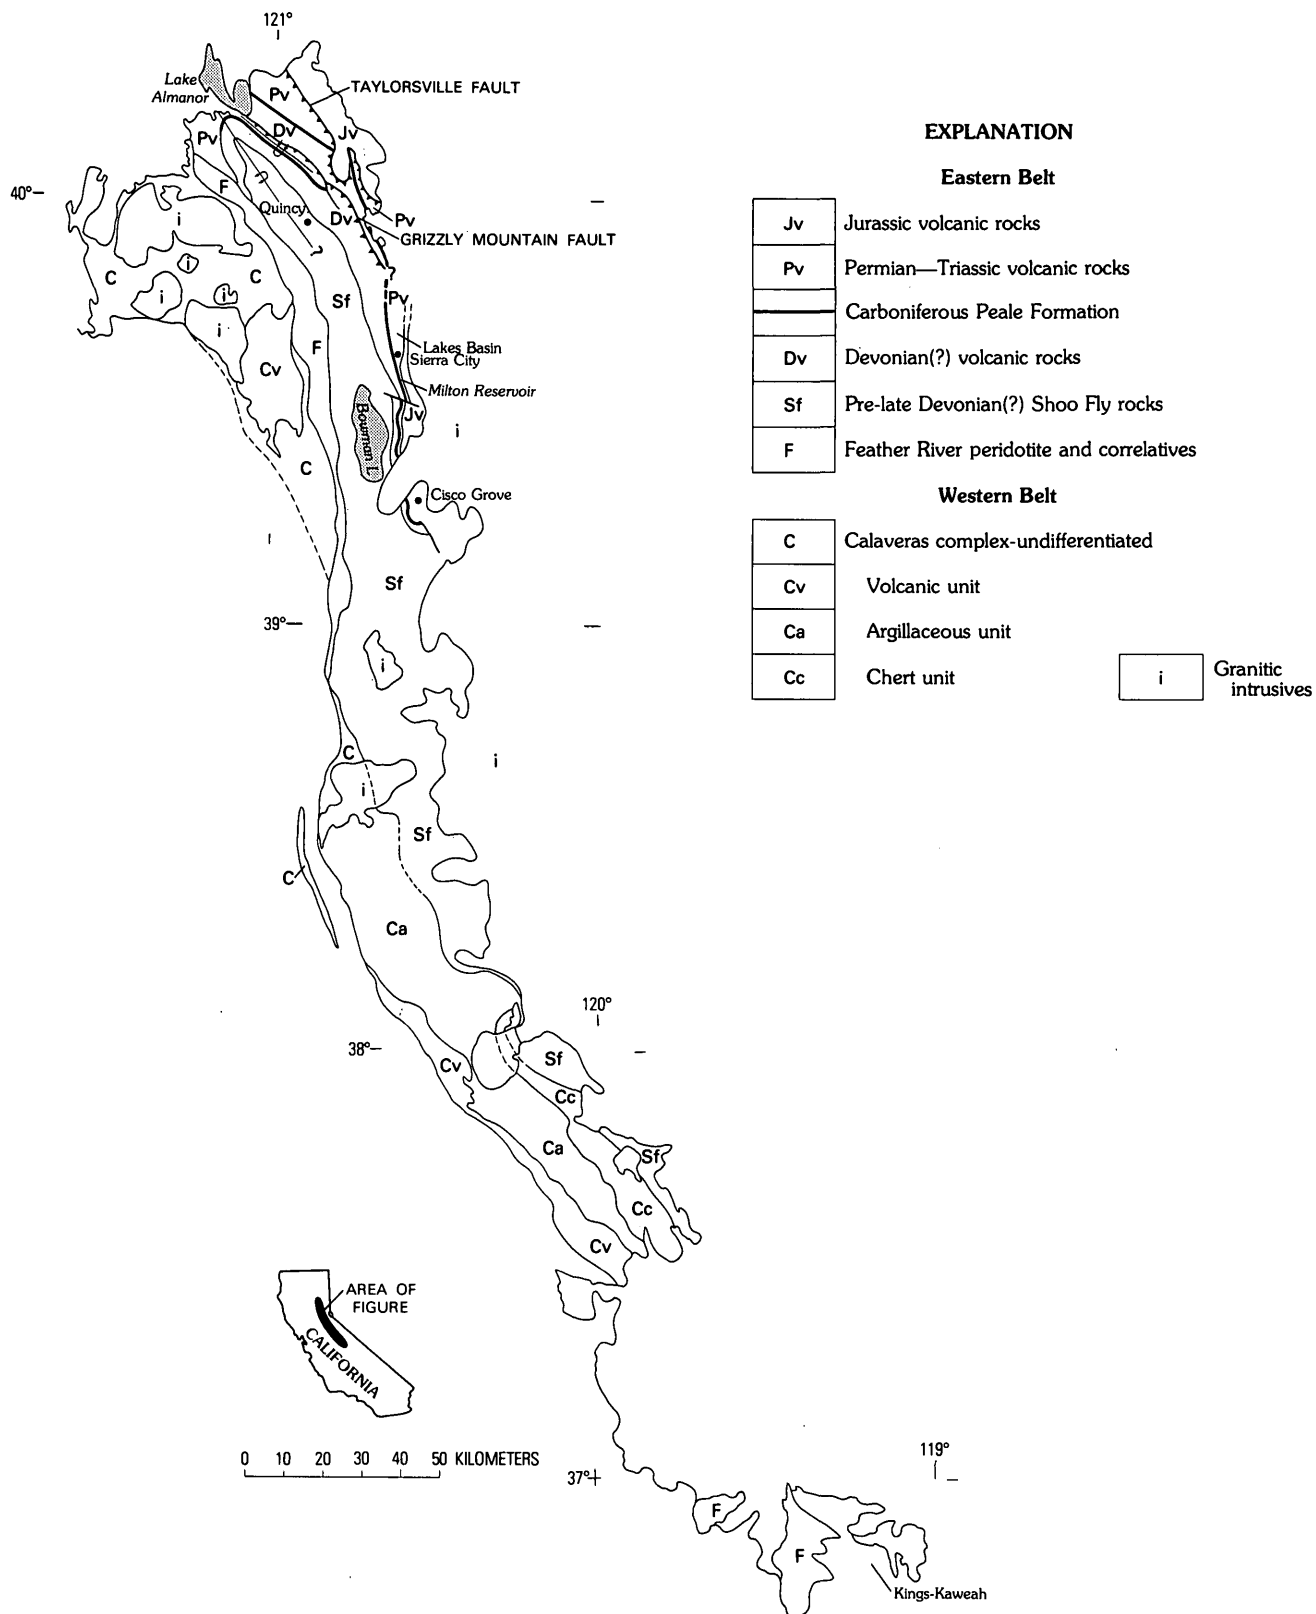 121°
Lake
Almanor
Pv
TAYLORSVILLE FAULT
Dv
Jv
Pv
40°
F
i
Quincy
Dv
Pv
GRIZZLY MOUNTAIN FAULT
?
C
i
C
?
i
i
Sf
Pv
i
F
Lakes Basin
Sierra City
Cv
Milton Reservoir
Bowman L
Jv
i
C
Cisco Grove
Sf
39°
i
C
i
i
Sf
C
Ca
120°
38°
Cv
Sf
Cc
Ca
Sf
Cc
Cv
AREA OF
FIGURE
CALIFORNIA
0 10 20 30 40 50 KILOMETERS
119°
37°
F
F
Kings-Kaweah
EXPLANATION
Eastern Belt
Jv Jurassic volcanic rocks
Pv Permian—Triassic volcanic rocks
Carboniferous Peale Formation
Dv Devonian(?) volcanic rocks
Sf Pre-late Devonian(?) Shoo Fly rocks
F Feather River peridotite and correlatives
Western Belt
C Calaveras complex-undifferentiated
Cv Volcanic unit
Ca Argillaceous unit
Cc Chert unit
i Granitic
intrusives